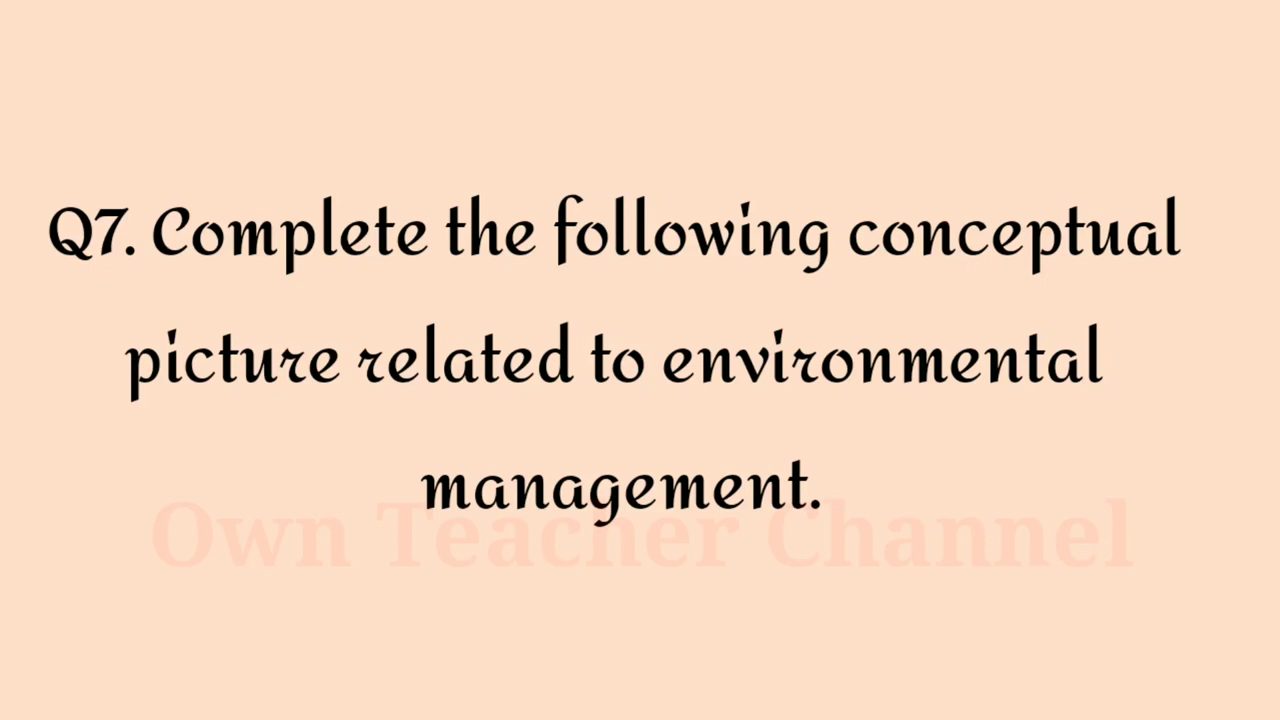 Q7. Complete the following conceptual
picture related to environmental
management.
Own Teacher Channel